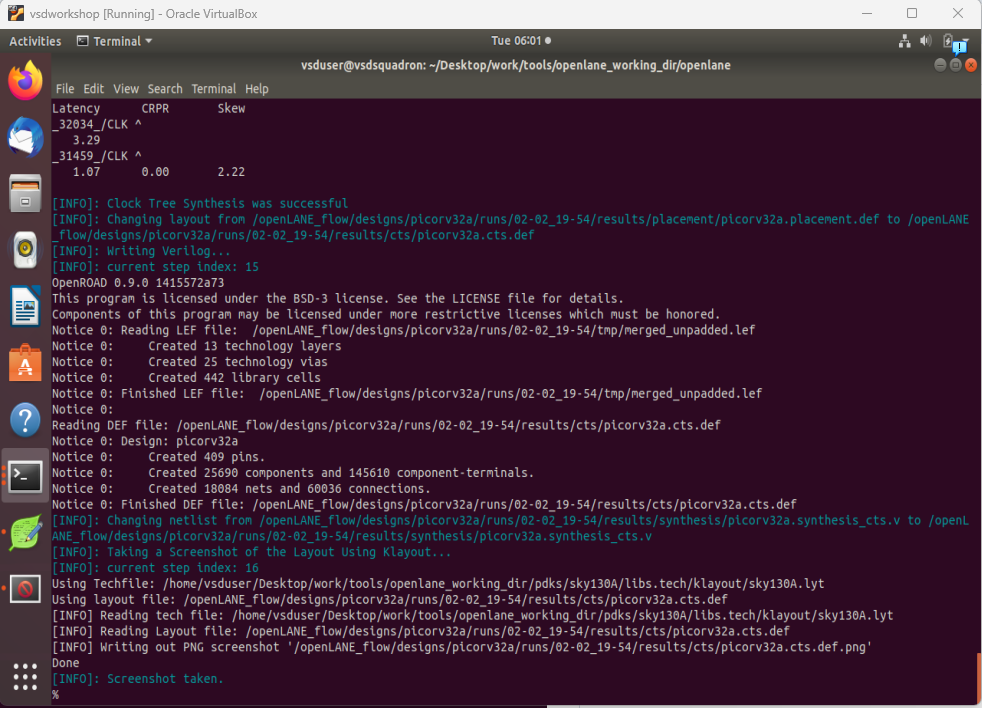 vsdworkshop [Running] - Oracle VirtualBox
Activities Terminal Tue 06:01
vsduser@vsdsquadron: ~/Desktop/work/tools/openlane_working_dir/openlane
File Edit View Search Terminal Help
Latency CRPR Skew
_32034_/CLK ^
3.29
_31459_/CLK ^
1.07 0.00 2.22
[INFO]: Clock Tree Synthesis was successful
[INFO]: Changing layout from /openLANE_flow/designs/picorv32a/runs/02-02_19-54/results/placement/picorv32a.placement.def to /openLANE
_flow/designs/picorv32a/runs/02-02_19-54/results/cts/picorv32a.cts.def
[INFO]: Writing Verilog...
[INFO]: current step index: 15
OpenROAD 0.9.0 1415572a73
This program is licensed under the BSD-3 license. See the LICENSE file for details.
Components of this program may be licensed under more restrictive licenses which must be honored.
Notice 0: Reading LEF file:  /openLANE_flow/designs/picorv32a/runs/02-02_19-54/tmp/merged_unpadded.lef
Notice 0:     Created 13 technology layers
Notice 0:     Created 25 technology vias
Notice 0:     Created 442 library cells
Notice 0: Finished LEF file:  /openLANE_flow/designs/picorv32a/runs/02-02_19-54/tmp/merged_unpadded.lef
Notice 0:
Reading DEF file: /openLANE_flow/designs/picorv32a/runs/02-02_19-54/results/cts/picorv32a.cts.def
Notice 0: Design: picorv32a
Notice 0:     Created 409 pins.
Notice 0:     Created 25690 components and 145610 component-terminals.
Notice 0:     Created 18084 nets and 60036 connections.
Notice 0: Finished DEF file: /openLANE_flow/designs/picorv32a/runs/02-02_19-54/results/cts/picorv32a.cts.def
[INFO]: Changing netlist from /openLANE_flow/designs/picorv32a/runs/02-02_19-54/results/synthesis/picorv32a.synthesis_cts.v to /openL
ANE_flow/designs/picorv32a/runs/02-02_19-54/results/synthesis/picorv32a.synthesis_cts.v
[INFO]: Taking a Screenshot of the Layout Using Klayout...
[INFO]: current step index: 16
Using Techfile: /home/vsduser/Desktop/work/tools/openlane_working_dir/pdks/sky130A/libs.tech/klayout/sky130A.lyt
Using layout file: /openLANE_flow/designs/picorv32a/runs/02-02_19-54/results/cts/picorv32a.cts.def
[INFO] Reading tech file: /home/vsduser/Desktop/work/tools/openlane_working_dir/pdks/sky130A/libs.tech/klayout/sky130A.lyt
[INFO] Reading Layout file: /openLANE_flow/designs/picorv32a/runs/02-02_19-54/results/cts/picorv32a.cts.def
[INFO] Writing out PNG screenshot '/openLANE_flow/designs/picorv32a/runs/02-02_19-54/results/cts/picorv32a.cts.def.png'
Done
[INFO]: Screenshot taken.
%